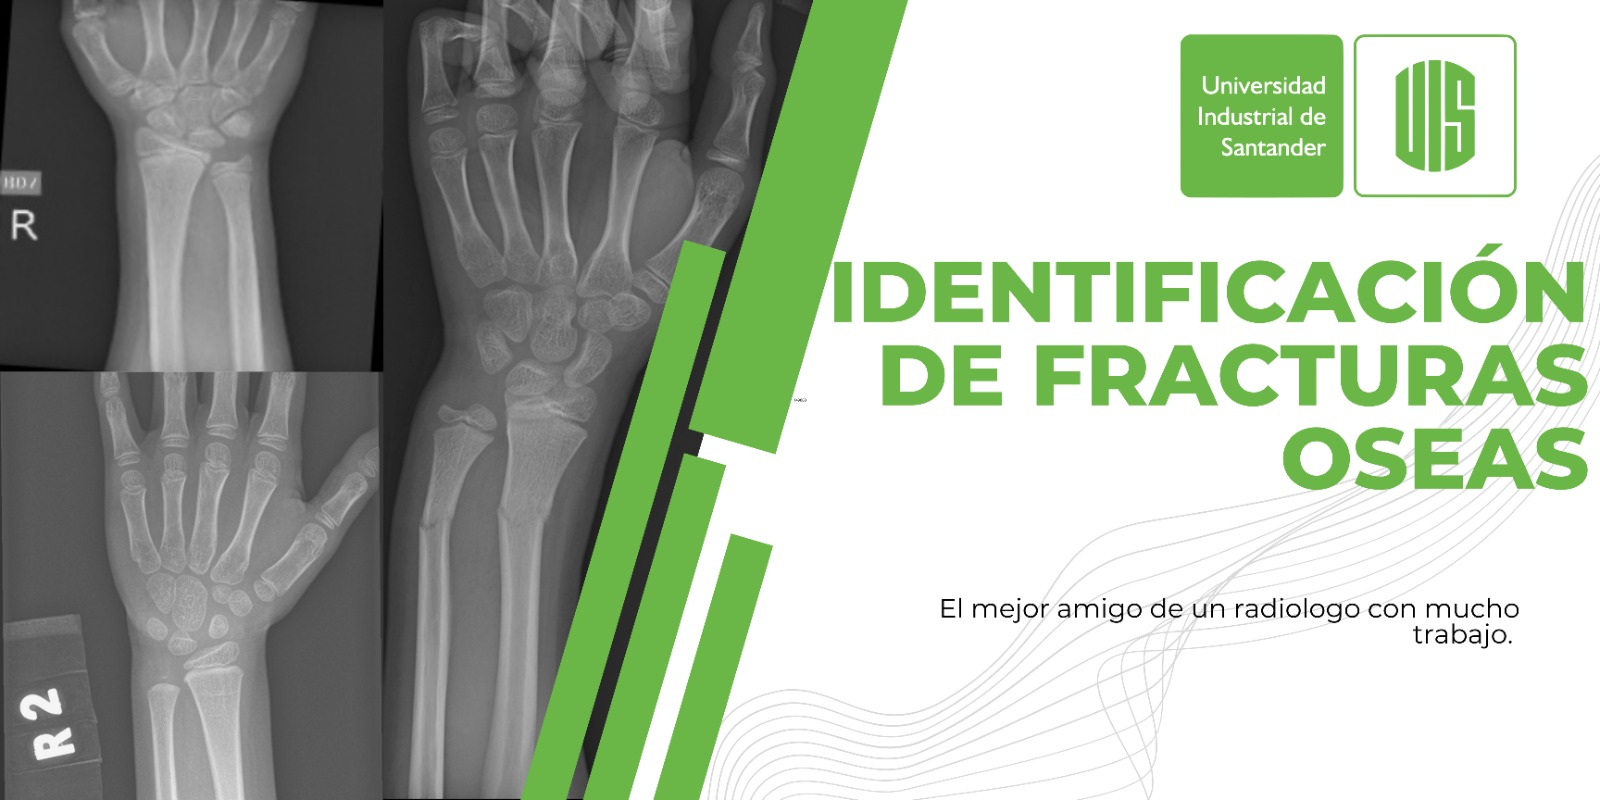 Universidad
Industrial de
Santander
UIS
IDENTIFICACIÓN
DE FRACTURAS
OSEAS
El mejor amigo de un radiologo con mucho
trabajo.
R
R 2